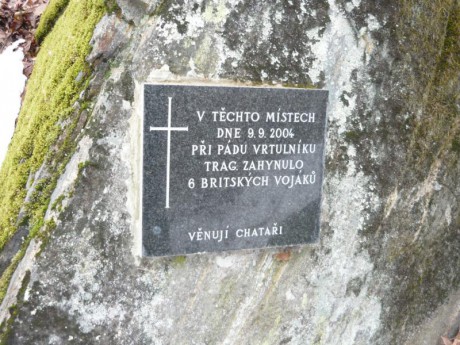 V TĚCHTO MÍSTECH
DNE 9.9.2004
PŘI PÁDU VRTULNÍKU
TRAG. ZAHYNULO
6 BRITSKÝCH VOJÁKŮ
VĚNUJÍ CHATAŘI